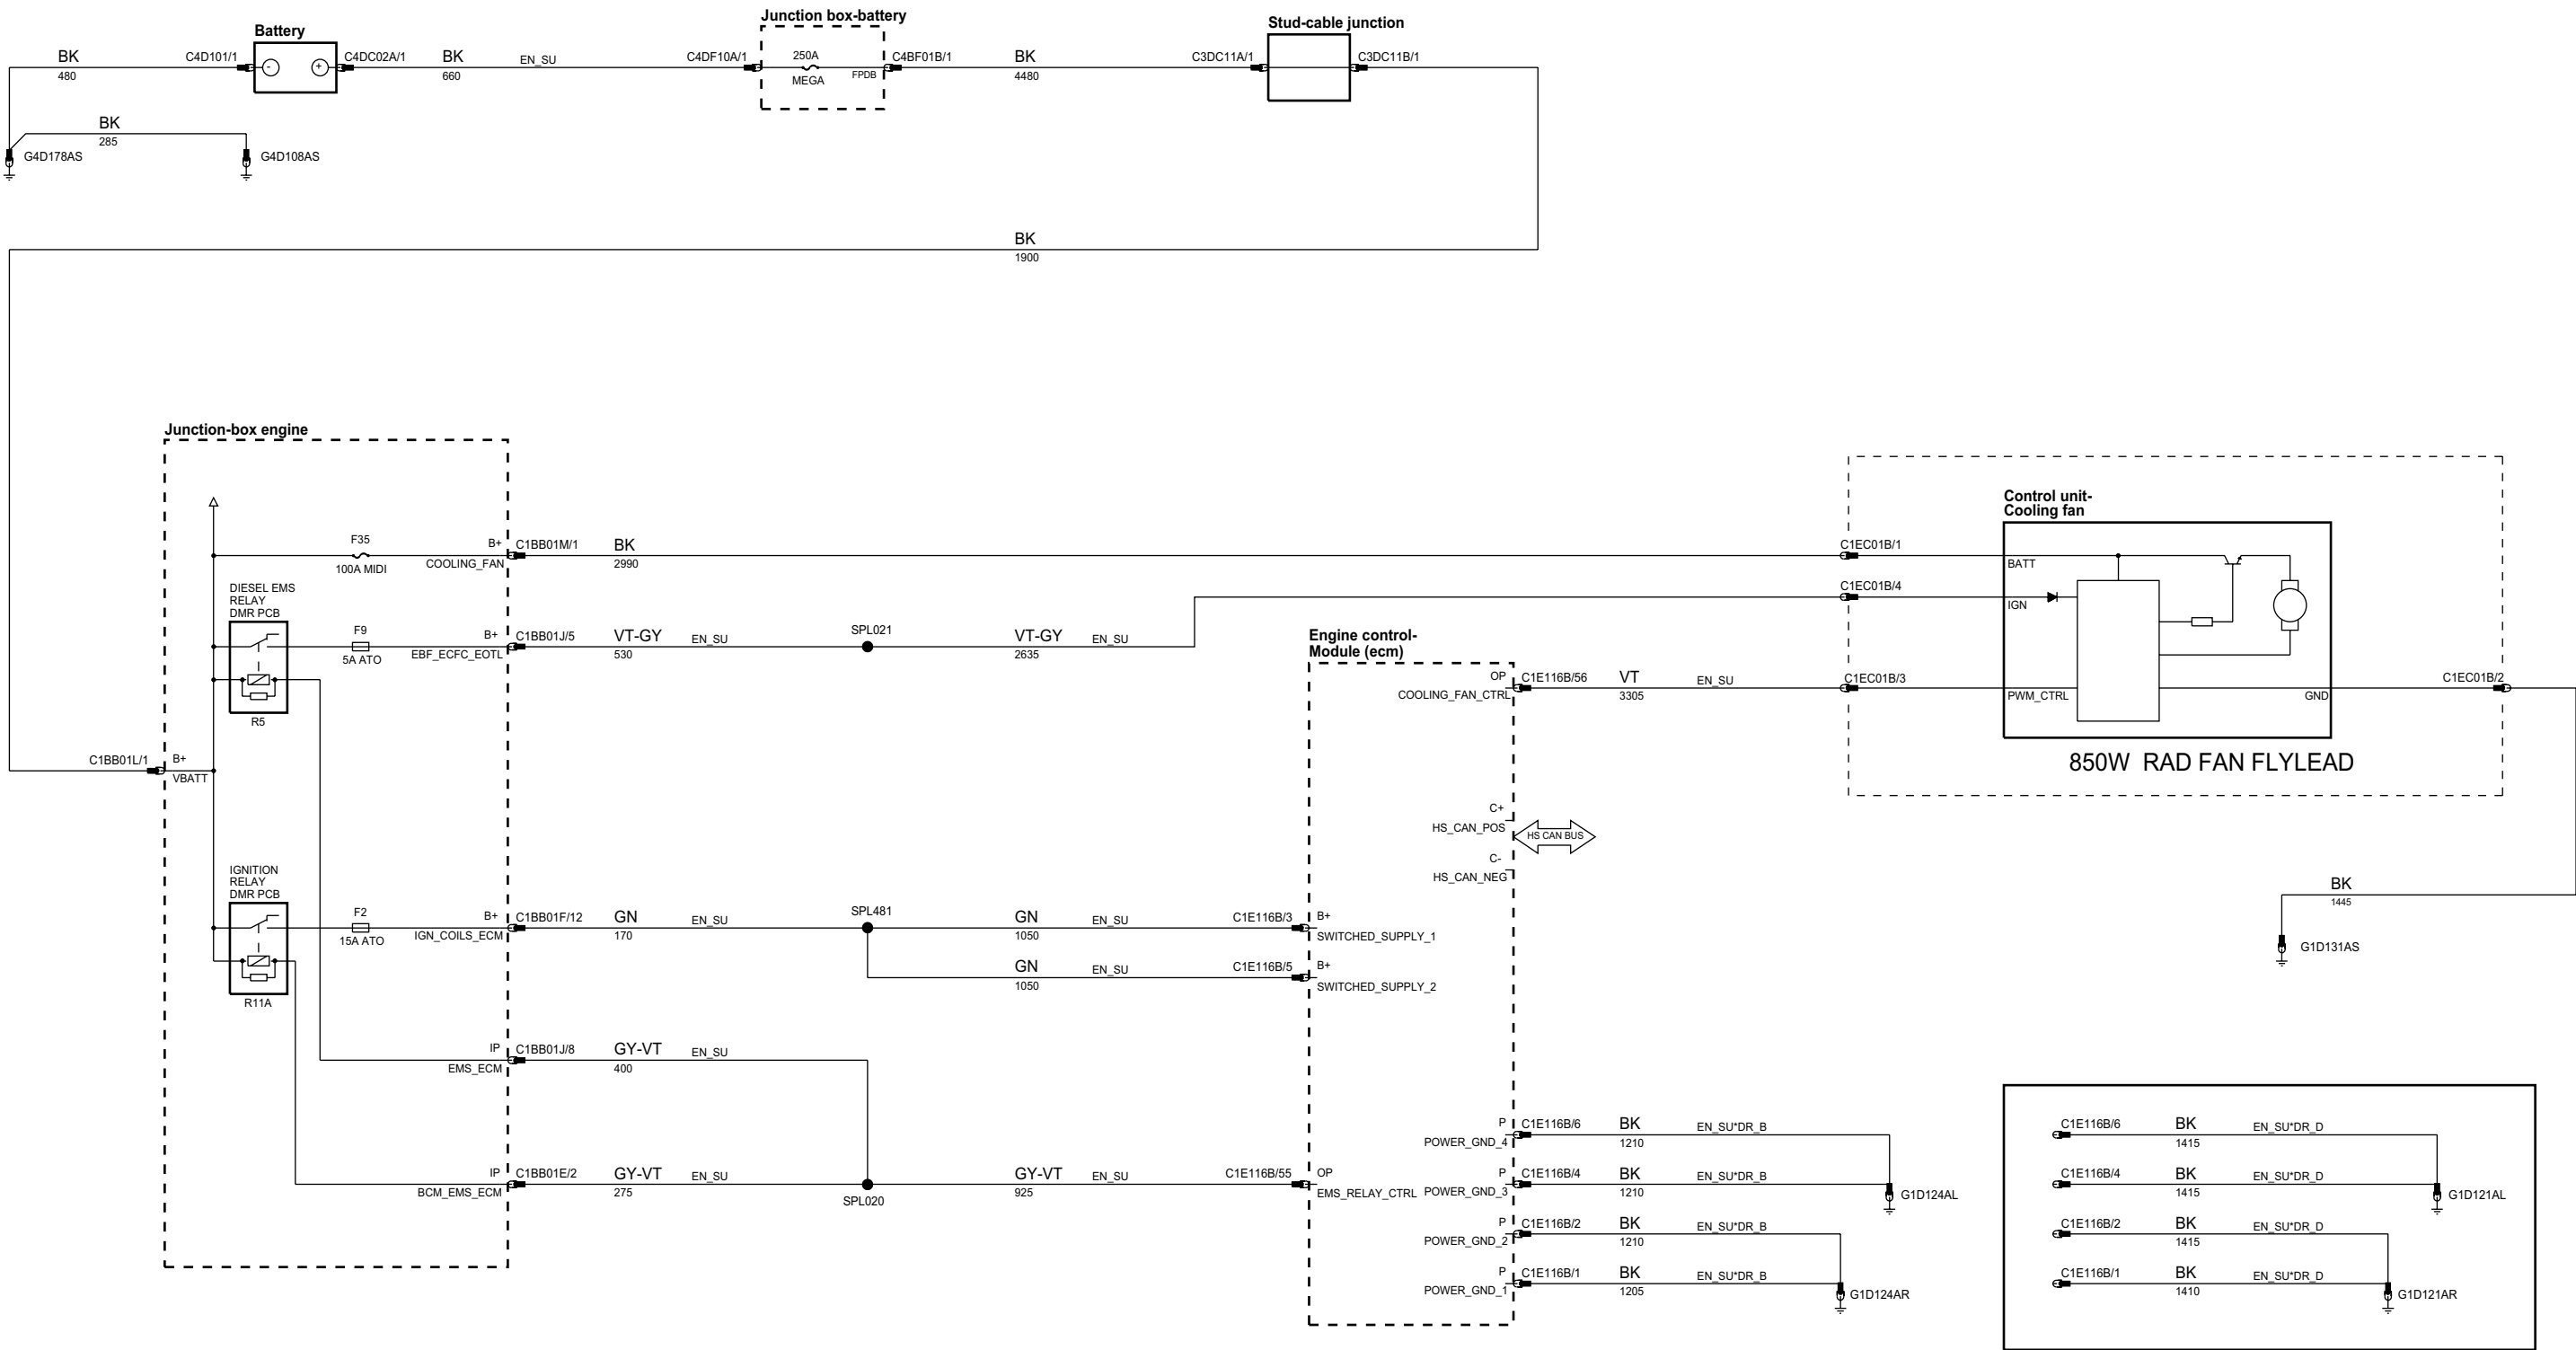 Junction box-battery
Stud-cable junction
Battery
BK
480
C4D101/1
-
+
C4DC02A/1
BK
660
EN_SU
C4DF10A/1
250A
MEGA
FPDB
C4BF01B/1
BK
4480
C3DC11A/1
C3DC11B/1
BK
285
G4D178AS
G4D108AS
BK
1900
Junction-box engine
F35
100A MIDI
B+
COOLING_FAN
C1BB01M/1
BK
2990
C1EC01B/1
Control unit-
Cooling fan
BATT
DIESEL EMS
RELAY
DMR PCB
F9
5A ATO
B+
EBF_ECFC_EOTL
C1BB01J/5
VT-GY
530
EN_SU
SPL021
VT-GY
2635
EN_SU
C1EC01B/4
IGN
R5
Engine control-
Module (ecm)
OP
COOLING_FAN_CTRL
C1E116B/56
VT
3305
EN_SU
C1EC01B/3
PWM_CTRL
GND
C1EC01B/2
850W RAD FAN FLYLEAD
C1BB01L/1
B+
VBATT
C+
HS_CAN_POS
HS CAN BUS
C-
HS_CAN_NEG
BK
1445
G1D131AS
IGNITION
RELAY
DMR PCB
F2
15A ATO
B+
IGN_COILS_ECM
C1BB01F/12
GN
170
EN_SU
SPL481
GN
1050
EN_SU
C1E116B/3
B+
SWITCHED_SUPPLY_1
GN
1050
EN_SU
C1E116B/5
B+
SWITCHED_SUPPLY_2
R11A
IP
EMS_ECM
C1BB01J/8
GY-VT
400
EN_SU
IP
BCM_EMS_ECM
C1BB01E/2
GY-VT
275
EN_SU
SPL020
GY-VT
925
EN_SU
C1E116B/55
OP
EMS_RELAY_CTRL
P
POWER_GND_4
C1E116B/6
BK
1210
EN_SU*DR_B
P
POWER_GND_3
C1E116B/4
BK
1210
EN_SU*DR_B
G1D124AL
P
POWER_GND_2
C1E116B/2
BK
1210
EN_SU*DR_B
P
POWER_GND_1
C1E116B/1
BK
1205
EN_SU*DR_B
G1D124AR
C1E116B/6
BK
1415
EN_SU*DR_D
C1E116B/4
BK
1415
EN_SU*DR_D
G1D121AL
C1E116B/2
BK
1415
EN_SU*DR_D
C1E116B/1
BK
1410
EN_SU*DR_D
G1D121AR